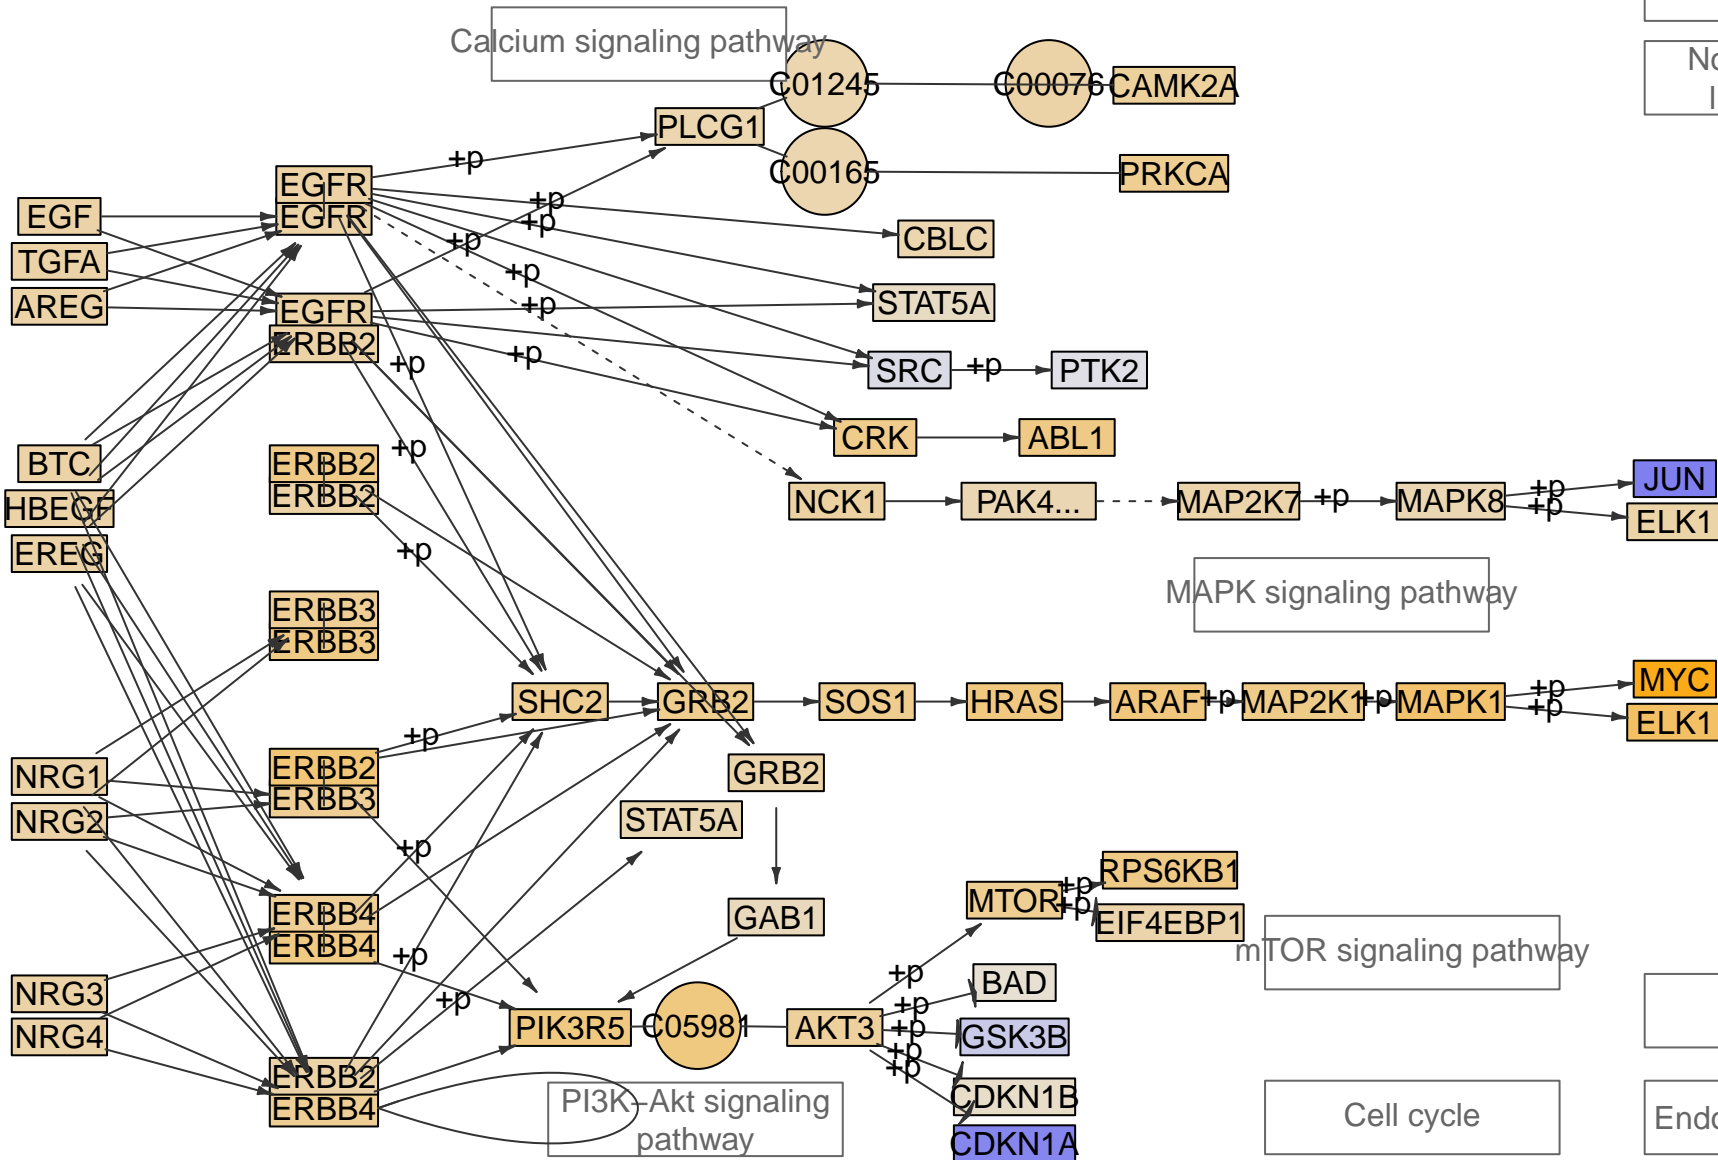 Calcium signaling pathway
C01245
C00076
CAMK2A
PLCG1
C00165
PRKCA
+p
EGFR
EGFR
EGF
TGFA
AREG
+p
+p
+p
CBLC
+p
STAT5A
EGFR
+p
ERBB2
+p
+p
SRC
+p
PTK2
CRK
ABL1
BTC
ERBB2
+p
ERBB2
HBEGF
NCK1
PAK4...
MAP2K7
+p
MAPK8
+p
+p
JUN
ELK1
EREG
+p
MAPK signaling pathway
ERBB3
ERBB3
SHC2
GRB2
SOS1
HRAS
ARAF
+p
MAP2K1
+p
MAPK1
+p
+p
MYC
ELK1
+p
NRG1
ERBB2
ERBB3
GRB2
NRG2
STAT5A
+p
RPS6KB1
+p
+p
MTOR
EIF4EBP1
ERBB4
ERBB4
GAB1
mTOR signaling pathway
+p
+p
BAD
NRG3
+p
+p
NRG4
PIK3R5
C05981
AKT3
+p
GSK3B
+p
+p
ERBB2
ERBB4
PI3K–Akt signaling
pathway
CDKN1B
CDKN1A
Cell cycle